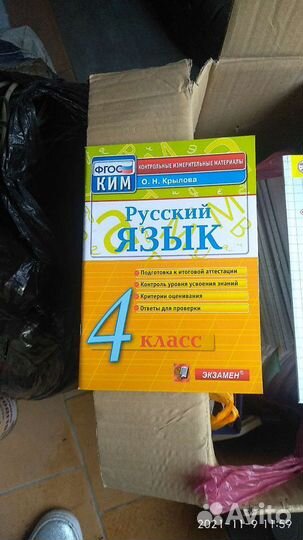 ФГОС
КИМ
КОНТРОЛЬНЫЕ ИЗМЕРИТЕЛЬНЫЕ МАТЕРИАЛЫ
О. Н. Крылова
Русский
ЯЗЫК
Подготовка к итоговой аттестации
Контроль уровня усвоения знаний
Критерии оценивания
Ответы для проверки
4 класс
ЭКЗАМЕН
2021-11-9 11:59
Avito